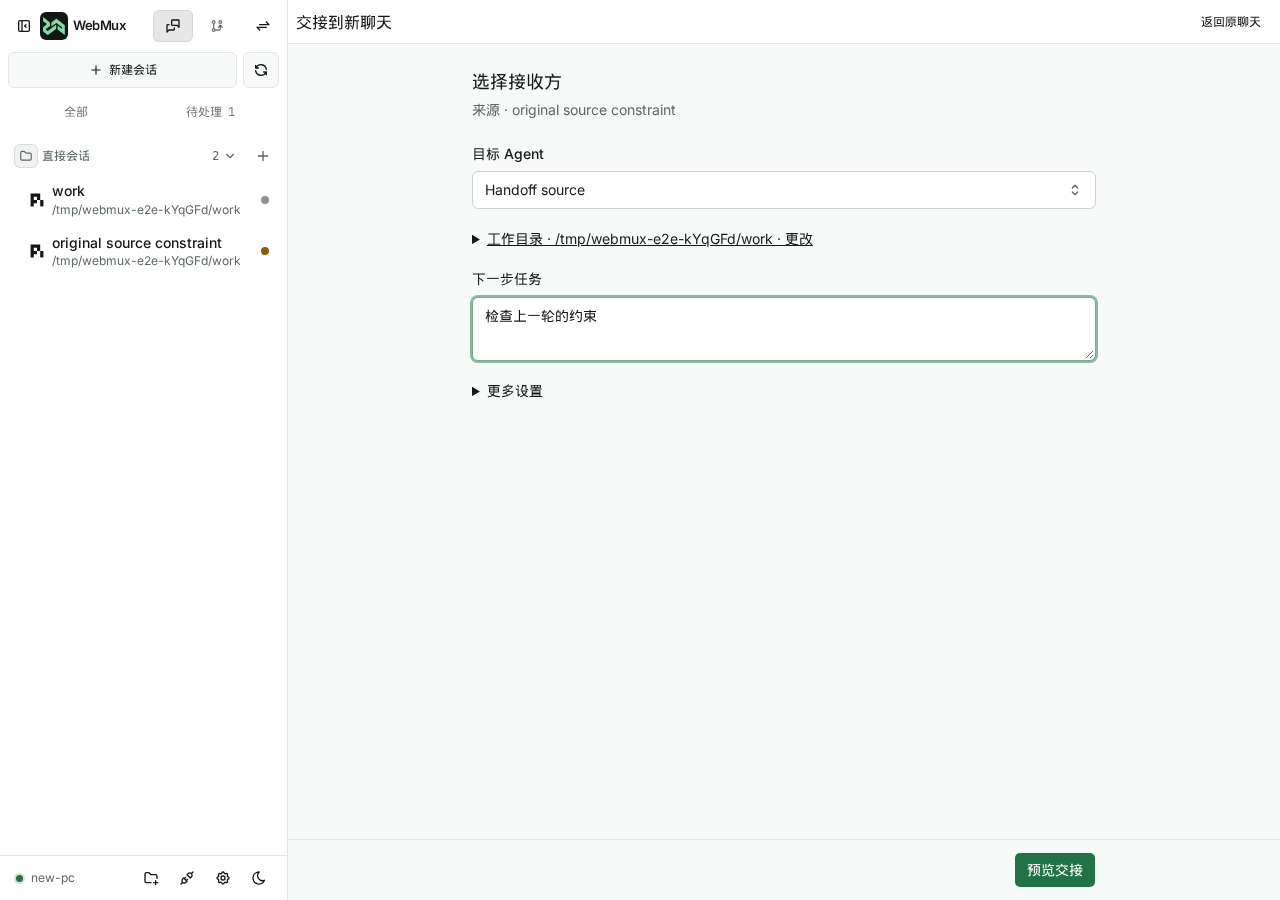 WebMux
新建会话
全部
待处理 1
直接会话
2
work
/tmp/webmux-e2e-kYqGFd/work
original source constraint
/tmp/webmux-e2e-kYqGFd/work
new-pc
交接到新聊天
返回原聊天
选择接收方
来源 · original source constraint
目标 Agent
Handoff source
工作目录 · /tmp/webmux-e2e-kYqGFd/work · 更改
下一步任务
检查上一轮的约束
更多设置
预览交接